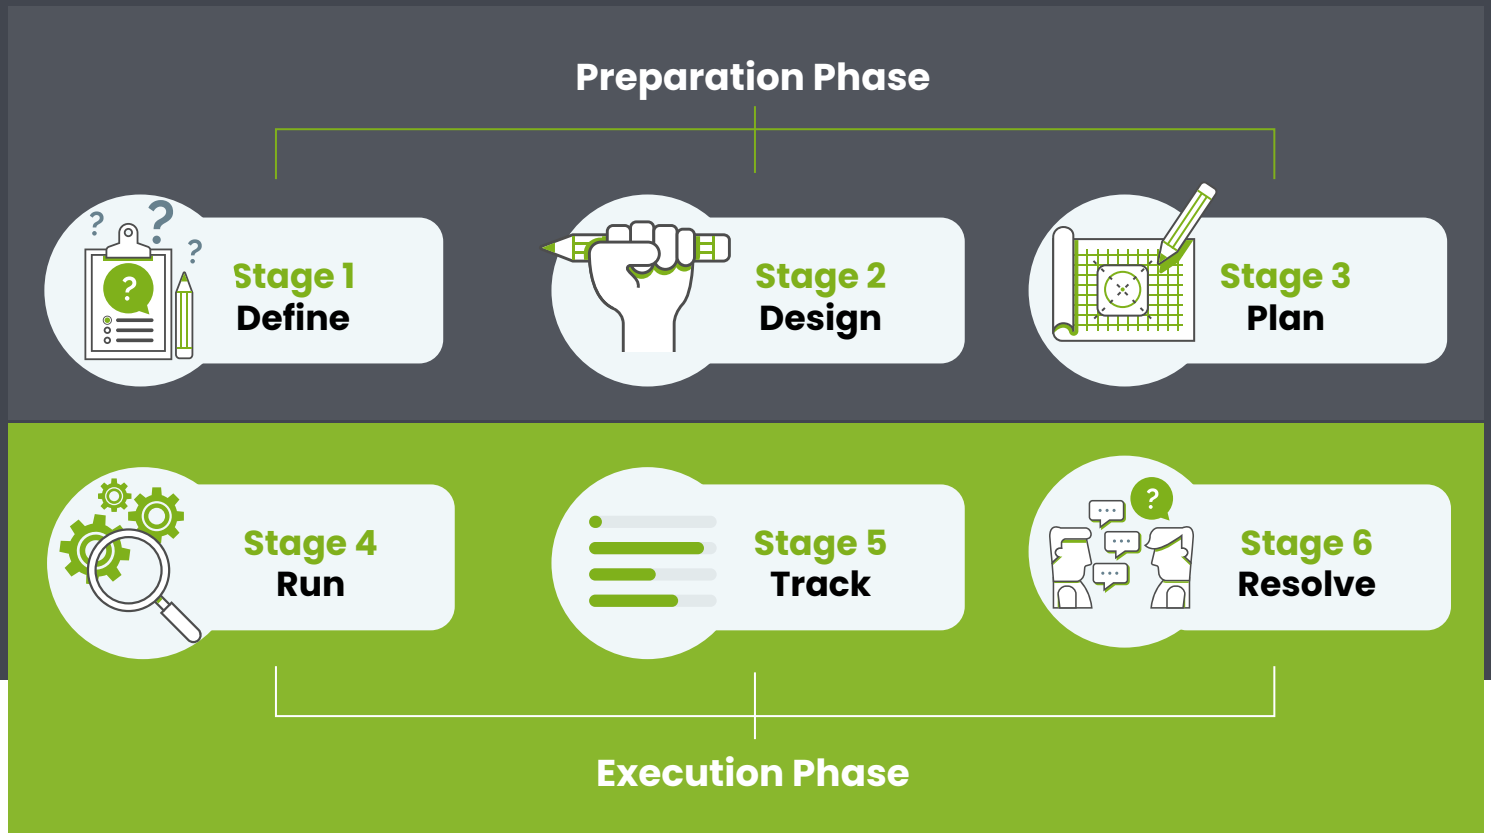 Preparation Phase
?
?
?
?
Stage 1
Define
Stage 2
Design
Stage 3
Plan
?
Stage 4
Run
Stage 5
Track
Stage 6
Resolve
Execution Phase